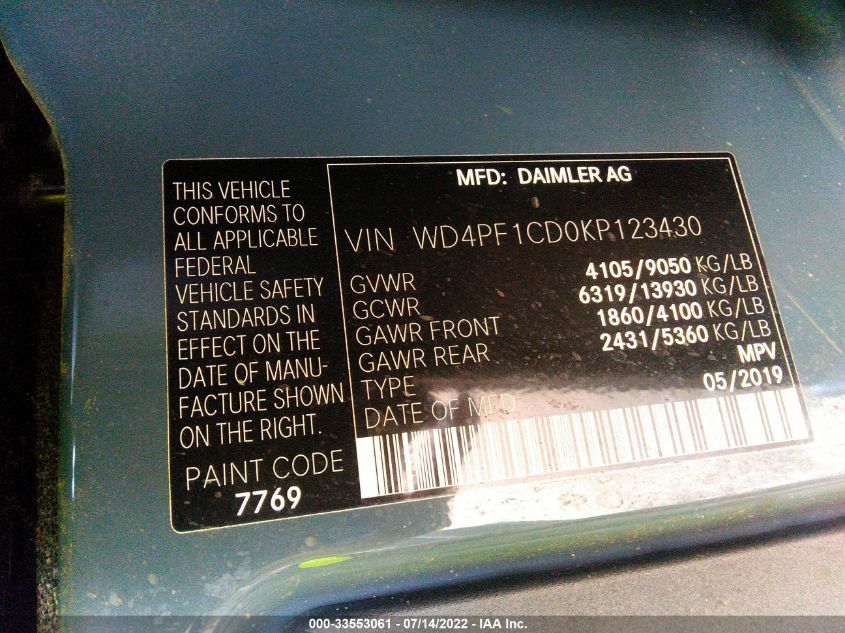 THIS VEHICLE
CONFORMS TO
ALL APPLICABLE
FEDERAL
VEHICLE SAFETY
STANDARDS IN
EFFECT ON THE
DATE OF MANU-
FACTURE SHOWN
ON THE RIGHT.
PAINT CODE
7769
MFD: DAIMLER AG
VIN WD4PF1CD0KP123430
GVWR 4105/9050 KG/LB
GCWR 6319/13930 KG/LB
GAWR FRONT 1860/4100 KG/LB
GAWR REAR 2431/5360 KG/LB
TYPE MPV
DATE OF MFD 05/2019
000-33553061 / 07/14/2022 - IAA Inc.